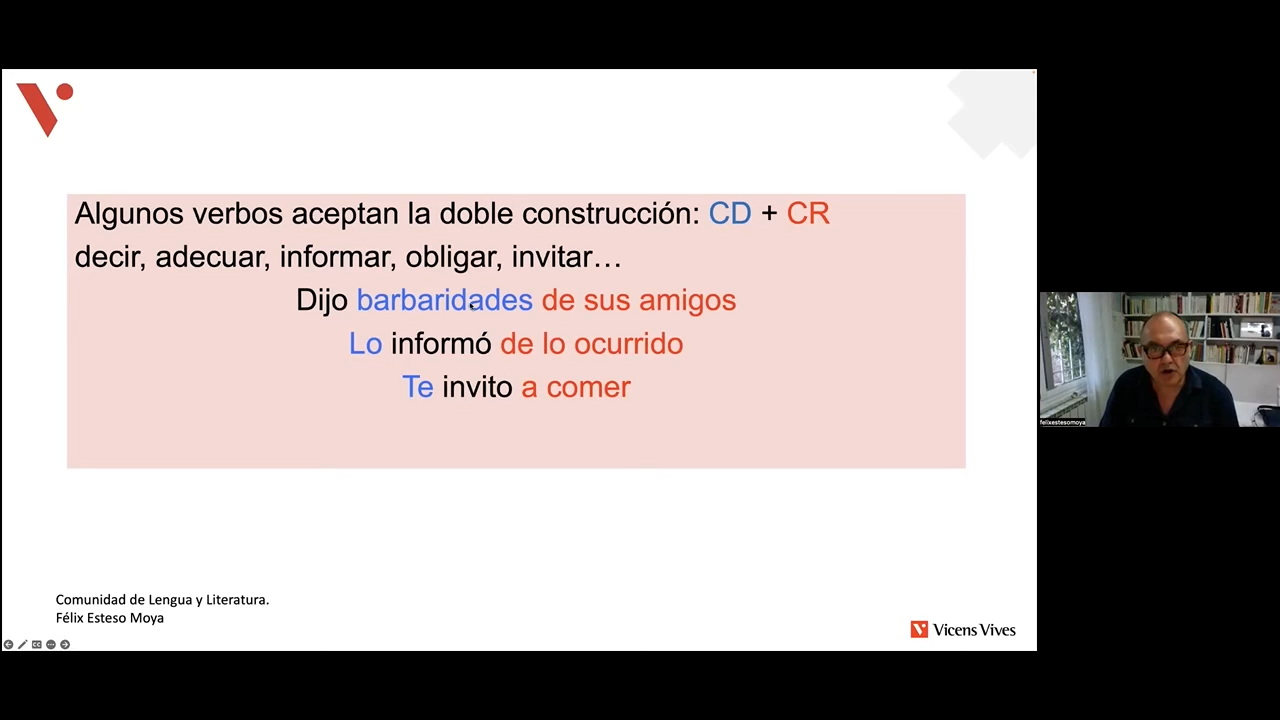 Algunos verbos aceptan la doble construcción: CD + CR
decir, adecuar, informar, obligar, invitar…
Dijo barbaridades de sus amigos
Lo informó de lo ocurrido
Te invito a comer
felixestesomoya
Comunidad de Lengua y Literatura.
Félix Esteso Moya
Vicens Vives